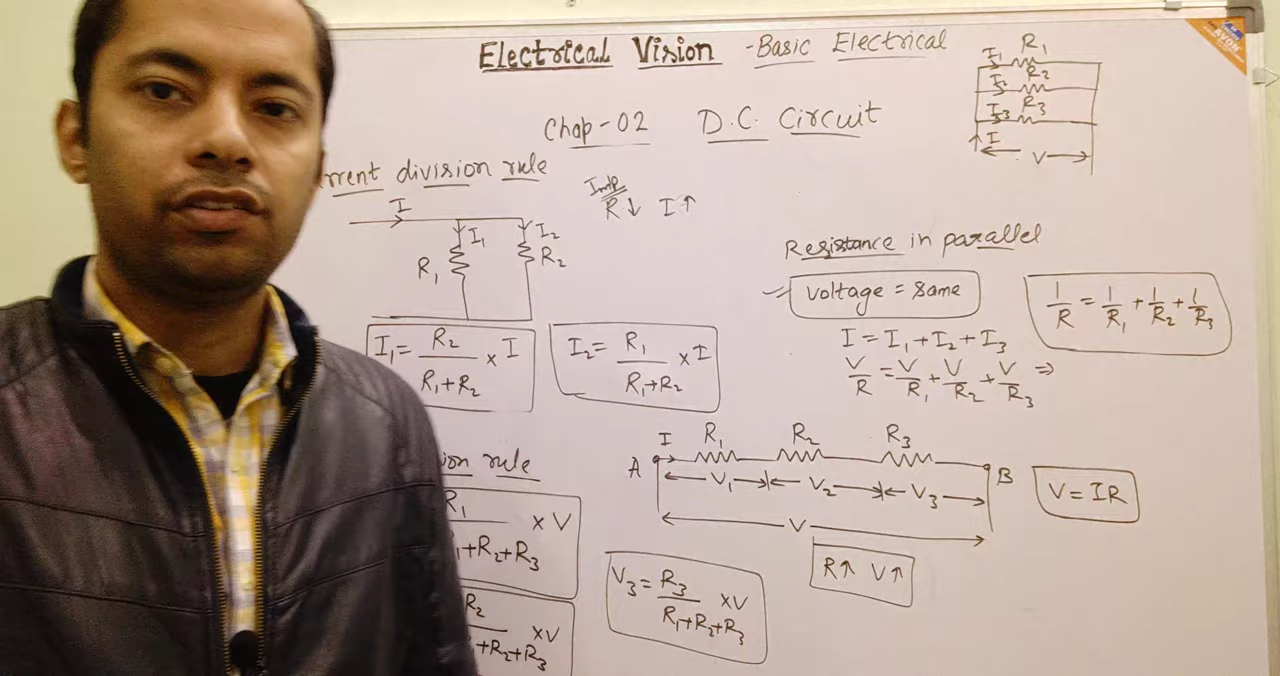 Electrical Vision - Basic Electrical
Chap-02 D.C. Circuit
I₁ R₁
I₂ R₂
I₃ R₃
I
V
rrent division rule
I
I₁ I₂
R₁ R₂
R↓ I↑
I₁ = R₂ / R₁+R₂ × I
I₂ = R₁ / R₁+R₂ × I
Resistance in parallel
Voltage = Same
I = I₁ + I₂ + I₃
V/R = V/R₁ + V/R₂ + V/R₃ ⇒
1/R = 1/R₁ + 1/R₂ + 1/R₃
ion rule
R₁ / 1+R₂+R₃ × V
R₂ / 1+R₂+R₃ × V
V₃ = R₃ / R₁+R₂+R₃ × V
A I R₁ R₂ R₃ B
V₁ V₂ V₃
V
R↑ V↑
V = IR